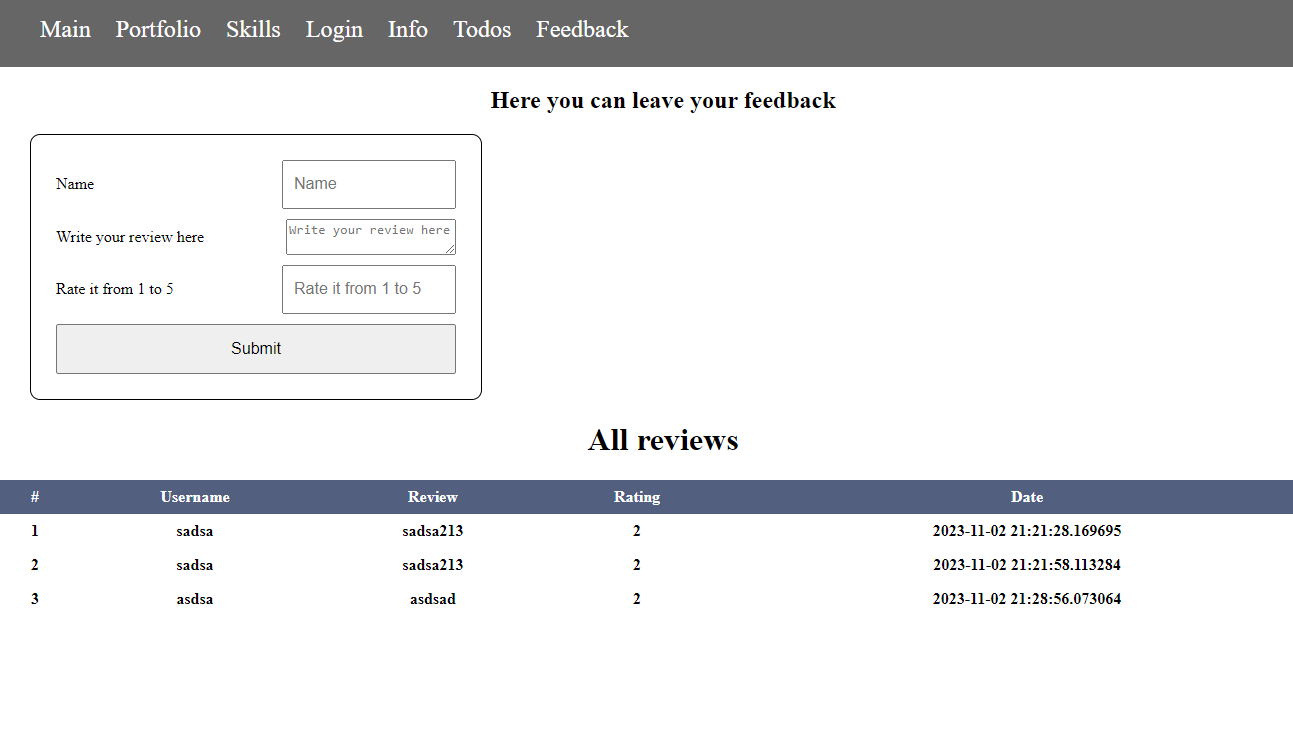 Main Portfolio Skills Login Info Todos Feedback
Here you can leave your feedback
Name Name
Write your review here Write your review here
Rate it from 1 to 5 Rate it from 1 to 5
Submit
All reviews
# Username Review Rating Date
1 sadsa sadsa213 2 2023-11-02 21:21:28.169695
2 sadsa sadsa213 2 2023-11-02 21:21:58.113284
3 asdsa asdsad 2 2023-11-02 21:28:56.073064